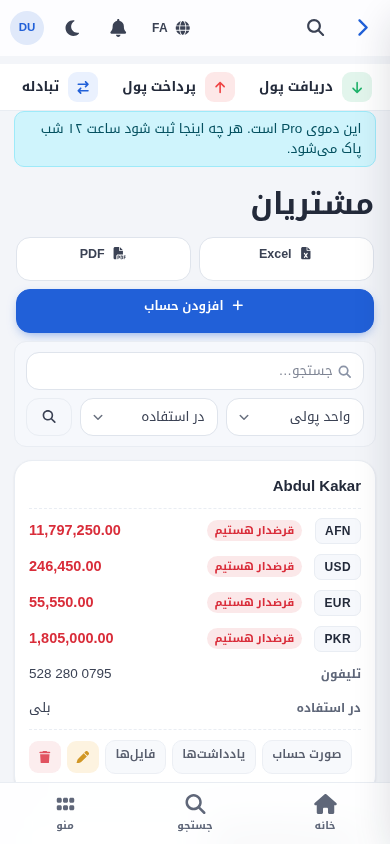 FA
DU
دریافت پول
پرداخت پول
تبادله
این دموی Pro است. هر چه اینجا ثبت شود ساعت ۱۲ شب
پاک می‌شود.
مشتریان
Excel
PDF
افزودن حساب
جستجو...
واحد پولی
در استفاده
Abdul Kakar
AFN قرضدار هستیم 11,797,250.00
USD قرضدار هستیم 246,450.00
EUR قرضدار هستیم 55,550.00
PKR قرضدار هستیم 1,805,000.00
تلیفون 0795 280 528
در استفاده بلی
صورت حساب
یادداشت‌ها
فایل‌ها
خانه
جستجو
منو